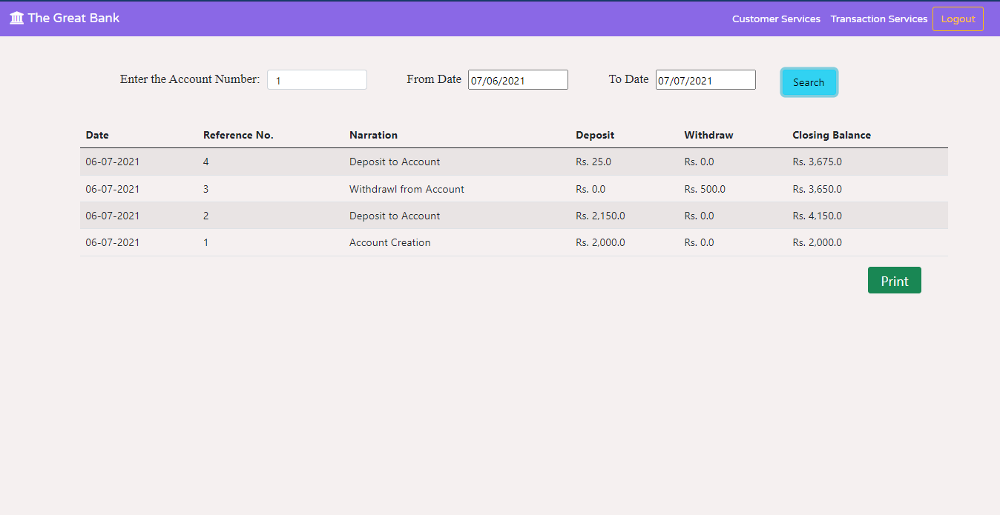 The Great Bank Customer Services Transaction Services Logout
Enter the Account Number: 1 From Date 07/06/2021 To Date 07/07/2021 Search
Date Reference No. Narration Deposit Withdraw Closing Balance
06-07-2021 4 Deposit to Account Rs. 25.0 Rs. 0.0 Rs. 3,675.0
06-07-2021 3 Withdrawl from Account Rs. 0.0 Rs. 500.0 Rs. 3,650.0
06-07-2021 2 Deposit to Account Rs. 2,150.0 Rs. 0.0 Rs. 4,150.0
06-07-2021 1 Account Creation Rs. 2,000.0 Rs. 0.0 Rs. 2,000.0
Print